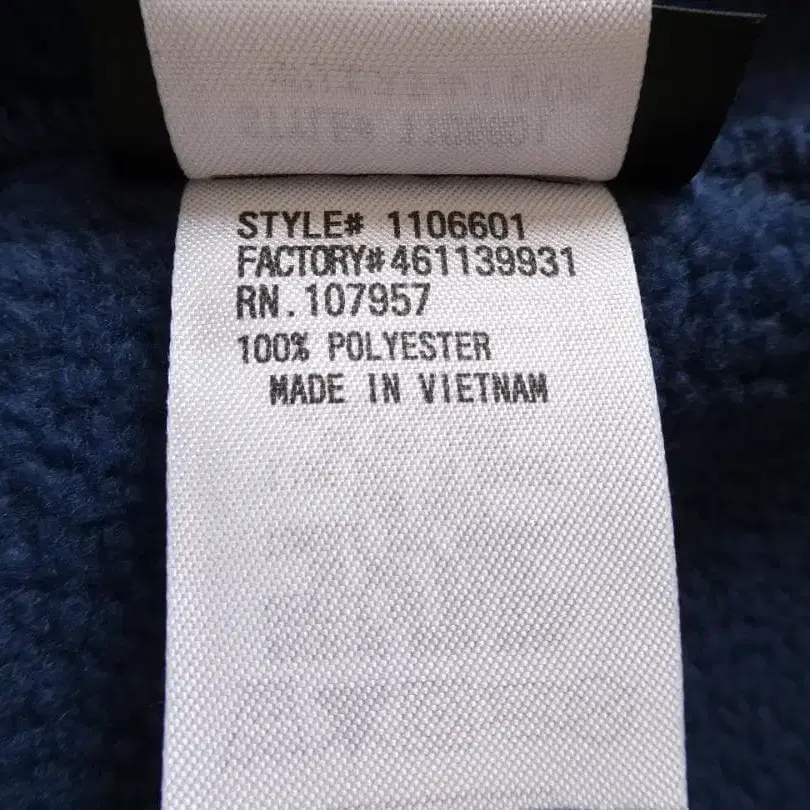 STYLE# 1106601
FACTORY#461139931
RN.107957
100% POLYESTER
MADE IN VIETNAM